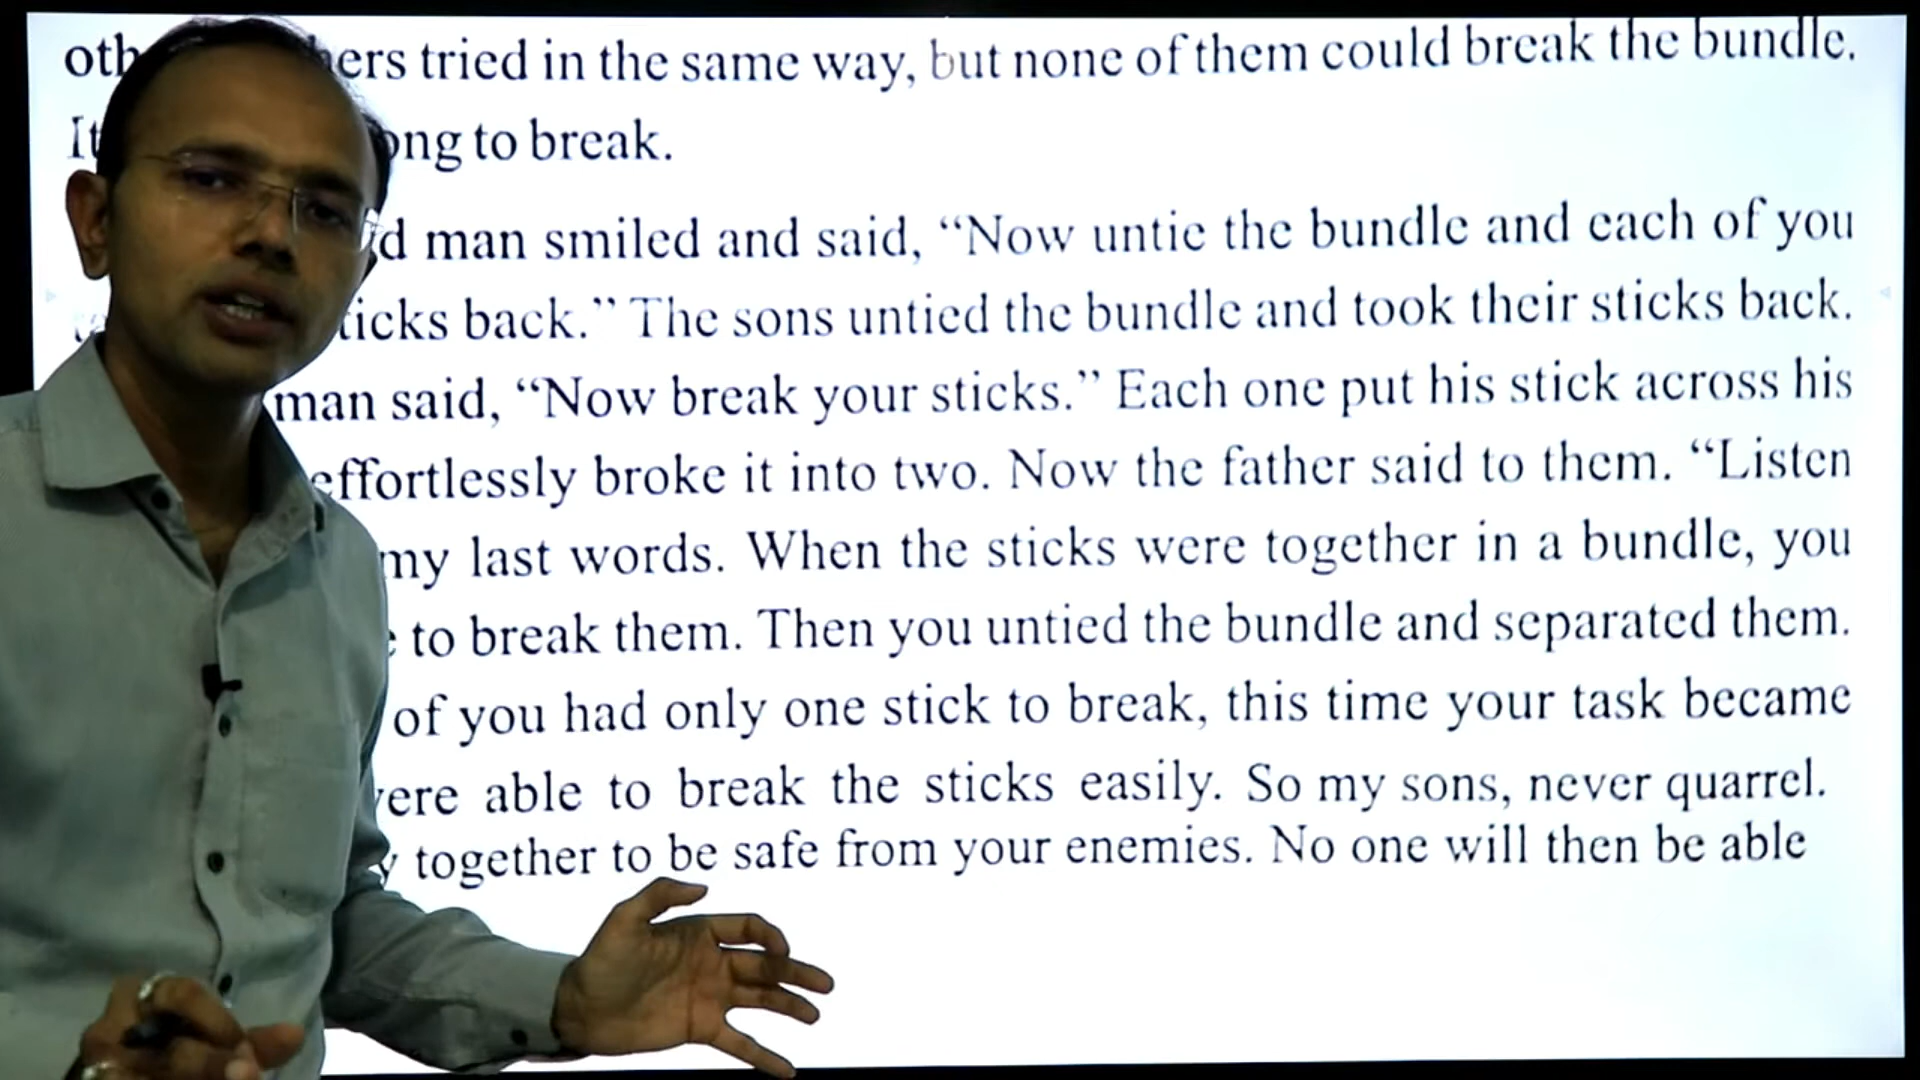 tried in the same way, but none of them could break the bundle.
to break.
man smiled and said, “Now untie the bundle and each of you
back.” The sons untied the bundle and took their sticks back.
man said, “Now break your sticks.” Each one put his stick across his
effortlessly broke it into two. Now the father said to them. “Listen
my last words. When the sticks were together in a bundle, you
to break them. Then you untied the bundle and separated them.
of you had only one stick to break, this time your task became
able to break the sticks easily. So my sons, never quarrel.
together to be safe from your enemies. No one will then be able